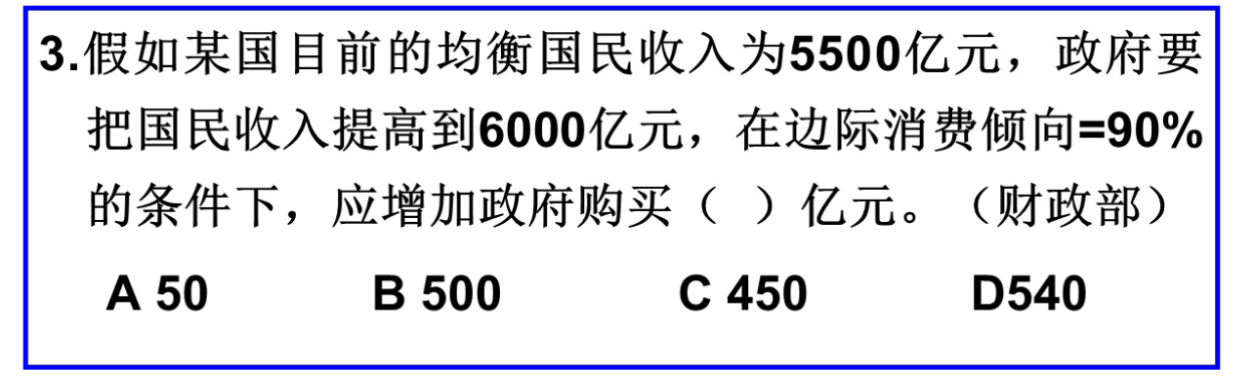 3.假如某国目前的均衡国民收入为5500亿元，政府要
把国民收入提高到6000亿元，在边际消费倾向=90%
的条件下，应增加政府购买（ ）亿元。（财政部）
A 50 B 500 C 450 D540